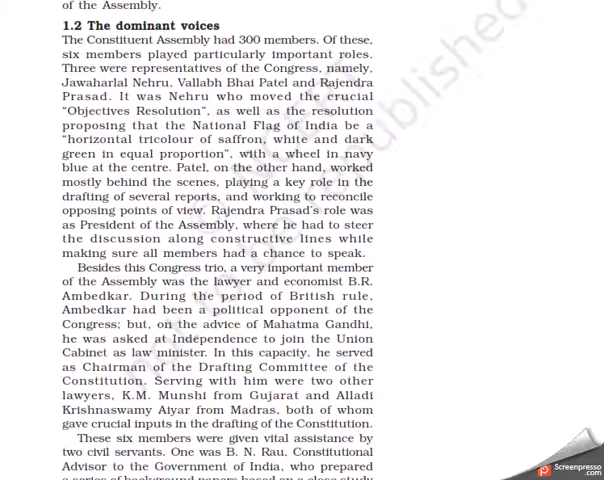 of the Assembly.
1.2 The dominant voices
The Constituent Assembly had 300 members. Of these,
six members played particularly important roles.
Three were representatives of the Congress, namely,
Jawaharlal Nehru, Vallabh Bhai Patel and Rajendra
Prasad. It was Nehru who moved the crucial
“Objectives Resolution”, as well as the resolution
proposing that the National Flag of India be a
“horizontal tricolour of saffron, white and dark
green in equal proportion”, with a wheel in navy
blue at the centre. Patel, on the other hand, worked
mostly behind the scenes, playing a key role in the
drafting of several reports, and working to reconcile
opposing points of view. Rajendra Prasad’s role was
as President of the Assembly, where he had to steer
the discussion along constructive lines while
making sure all members had a chance to speak.
Besides this Congress trio, a very important member
of the Assembly was the lawyer and economist B.R.
Ambedkar. During the period of British rule,
Ambedkar had been a political opponent of the
Congress; but, on the advice of Mahatma Gandhi,
he was asked at Independence to join the Union
Cabinet as law minister. In this capacity, he served
as Chairman of the Drafting Committee of the
Constitution. Serving with him were two other
lawyers, K.M. Munshi from Gujarat and Alladi
Krishnaswamy Aiyar from Madras, both of whom
gave crucial inputs in the drafting of the Constitution.
These six members were given vital assistance by
two civil servants. One was B. N. Rau, Constitutional
Advisor to the Government of India, who prepared
a series of background papers based on a close study
not to be republished
Screenpresso